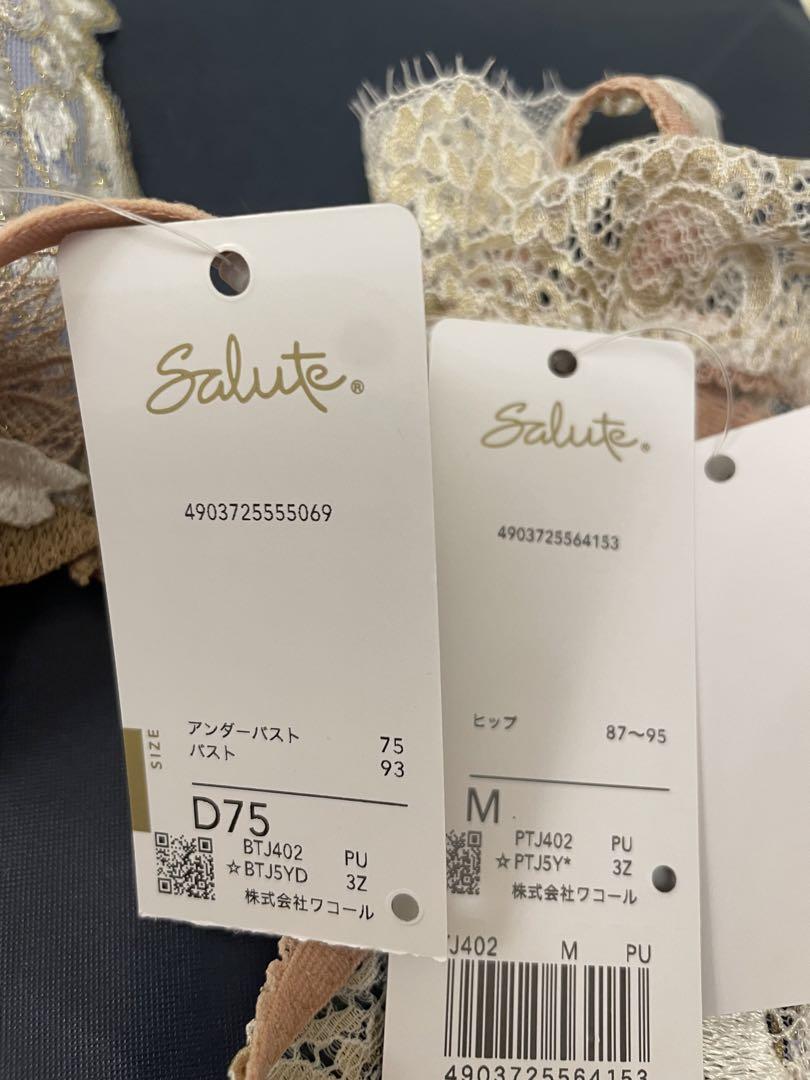 Salute®
4903725555069
SIZE
アンダーバスト 75
バスト 93
D75
BTJ402 PU
☆BTJ5YD 3Z
株式会社ワコール
Salute®
4903725564153
ヒップ 87〜95
M
PTJ402 PU
☆PTJ5Y* 3Z
株式会社ワコール
TJ402 M PU
4903725564153